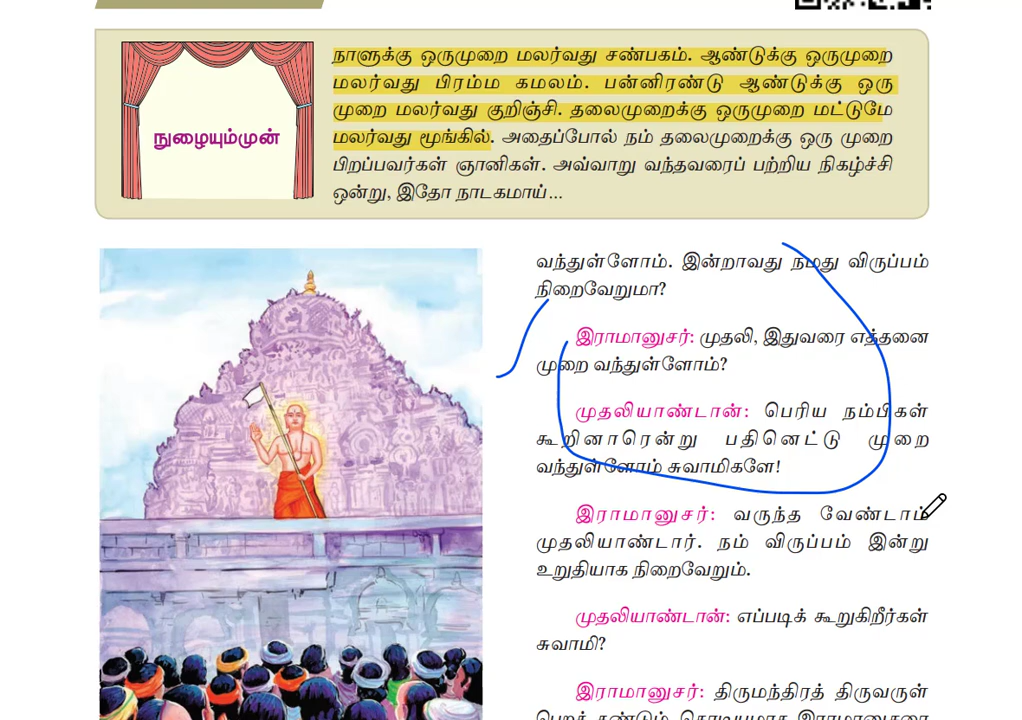 நுழையும்முன்
நாளுக்கு ஒருமுறை மலர்வது சண்பகம். ஆண்டுக்கு ஒருமுறை
மலர்வது பிரம்ம கமலம். பன்னிரண்டு ஆண்டுக்கு ஒரு
முறை மலர்வது குறிஞ்சி. தலைமுறைக்கு ஒருமுறை மட்டுமே
மலர்வது மூங்கில். அதைப்போல் நம் தலைமுறைக்கு ஒரு முறை
பிறப்பவர்கள் ஞானிகள். அவ்வாறு வந்தவரைப் பற்றிய நிகழ்ச்சி
ஒன்று, இதோ நாடகமாய்...
வந்துள்ளோம். இன்றாவது நமது விருப்பம்
நிறைவேறுமா?
இராமானுசர்: முதலி, இதுவரை எத்தனை
முறை வந்துள்ளோம்?
முதலியாண்டான்: பெரிய நம்பிகள்
கூறினாரென்று பதினெட்டு முறை
வந்துள்ளோம் சுவாமிகளே!
இராமானுசர்: வருந்த வேண்டாம்
முதலியாண்டார். நம் விருப்பம் இன்று
உறுதியாக நிறைவேறும்.
முதலியாண்டான்: எப்படிக் கூறுகிறீர்கள்
சுவாமி?
இராமானுசர்: திருமந்திரத் திருவருள்